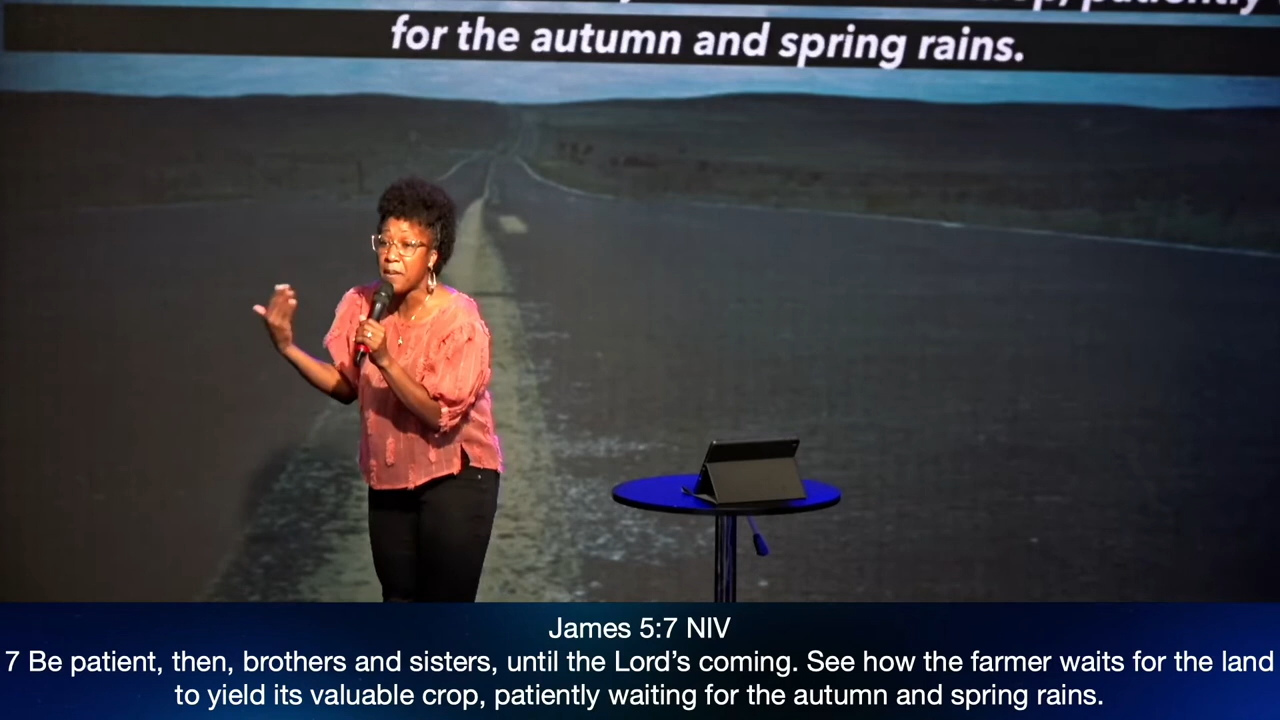 patiently
for the autumn and spring rains.
James 5:7 NIV
7 Be patient, then, brothers and sisters, until the Lord’s coming. See how the farmer waits for the land
to yield its valuable crop, patiently waiting for the autumn and spring rains.